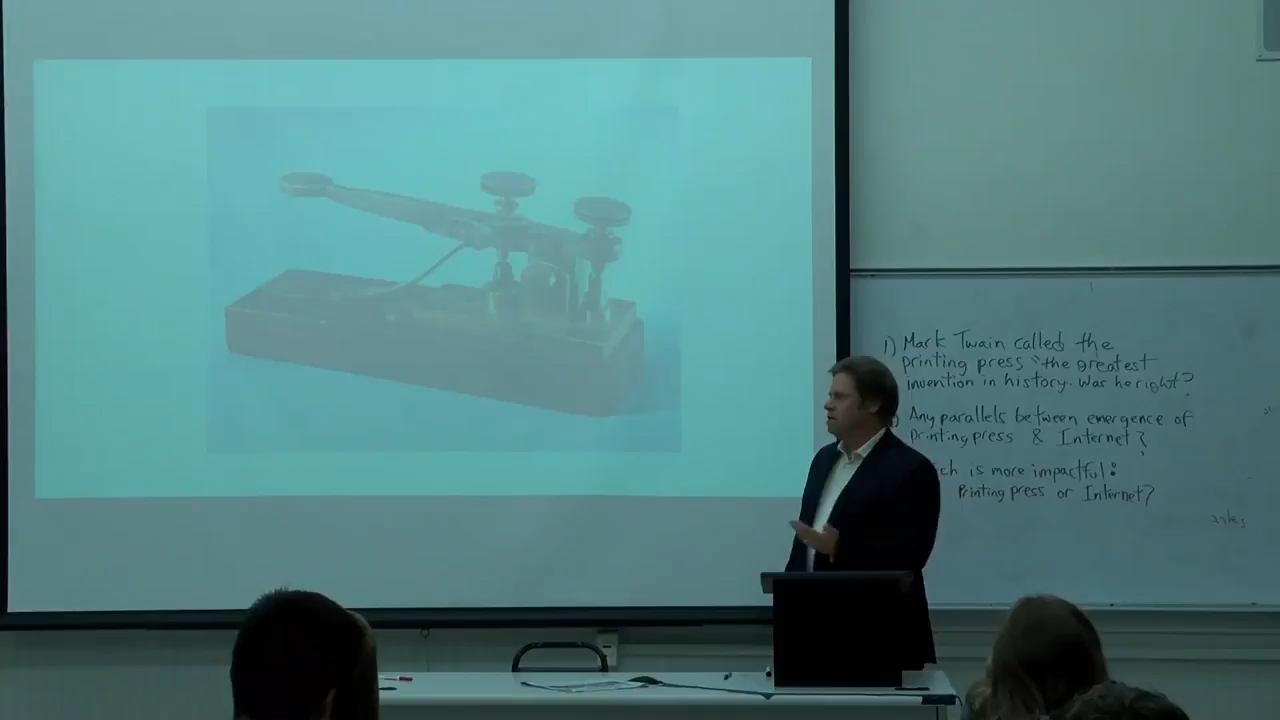 1) Mark Twain called the
printing press "the greatest
invention in history. Was he right?
Any parallels between emergence of
printing press & Internet?
ch is more impactful:
Printing press or Internet?